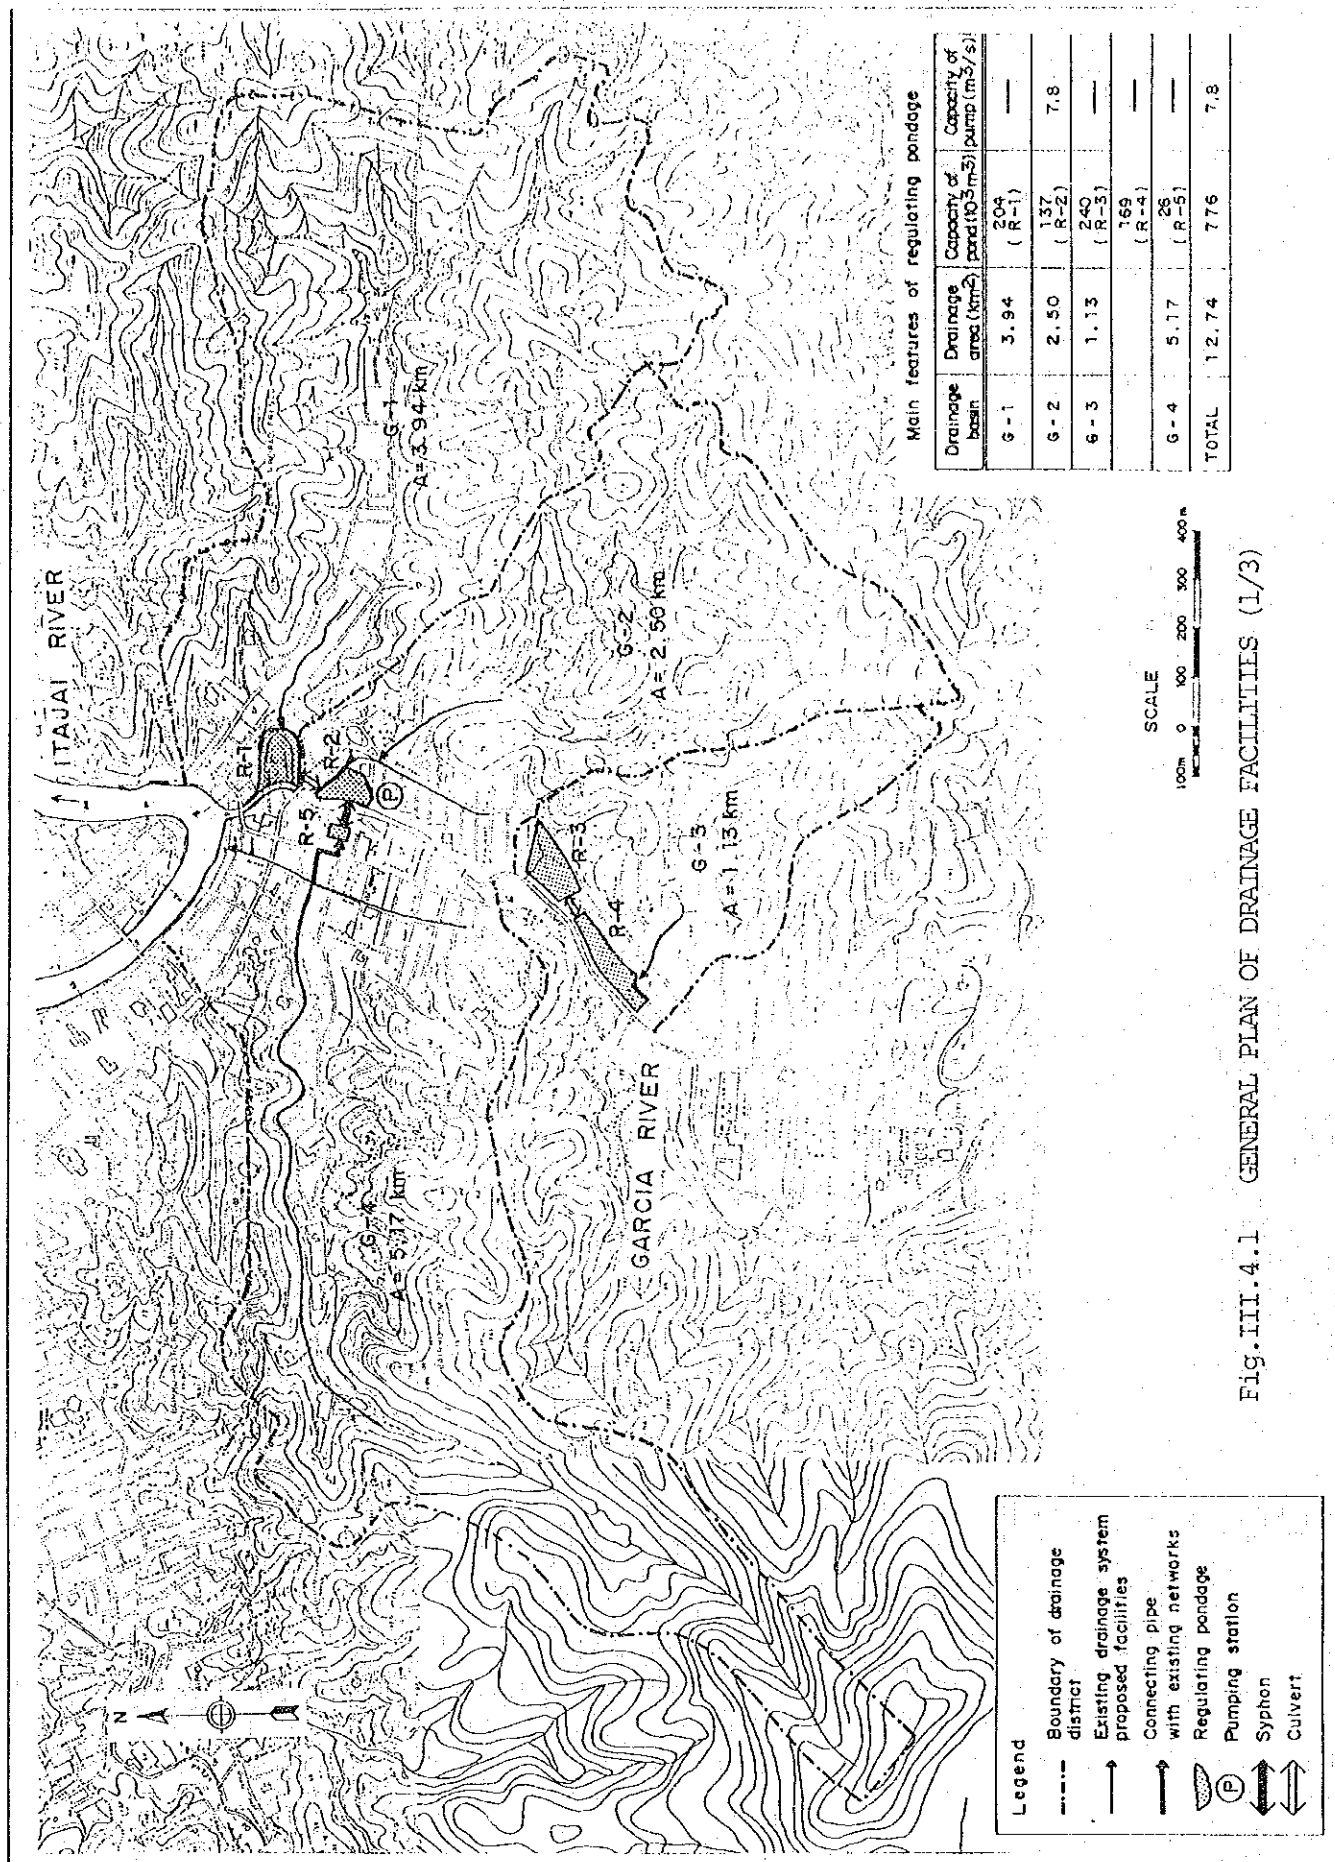 ITAJAI RIVER
R-1
R-2
R-5
P
R-3
R-4
G-1
A=3.94 km
G-2
A=2.50 km
G-3
A=1.13 km
G-4
A=5.17 km
GARCIA RIVER
N
Main features of regulating pondage
Drainage basin | Drainage area (km2) | Capacity of pond (10^3 m3) | Capacity of pump (m3/s)
G-1 3.94 204 (R-1) —
G-2 2.50 137 (R-2) 7.8
G-3 1.13 240 (R-3) —
169 (R-4) —
G-4 5.17 26 (R-5) —
TOTAL 12.74 776 7.8
SCALE
100m 0 100 200 300 400m
Legend
Boundary of drainage
district
Existing drainage system
proposed facilities
Connecting pipe
with existing networks
Regulating pondage
P Pumping station
Syphon
Culvert
Fig.III.4.1 GENERAL PLAN OF DRAINAGE FACILITIES (1/3)